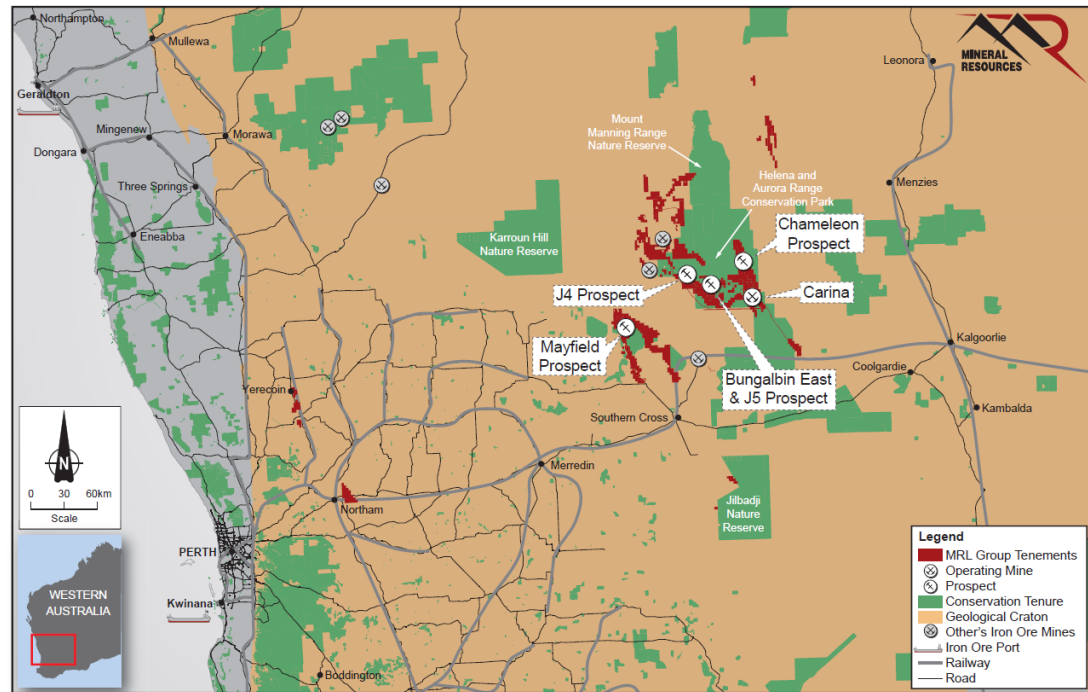 Northampton
Mullewa
Geraldton
Mingenew
Morawa
Dongara
Three Springs
Eneabba
Karroun Hill
Nature Reserve
Mount
Manning Range
Nature Reserve
Helena and
Aurora Range
Conservation Park
MINERAL
RESOURCES
Leonora
Menzies
Chameleon
Prospect
J4 Prospect
Carina
Mayfield
Prospect
Bungalbin East
& J5 Prospect
Kalgoorlie
Coolgardie
Kambalda
Yerecoin
Southern Cross
Merredin
Northam
Jilbadji
Nature
Reserve
N
0 30 60km
Scale
PERTH
Kwinana
Boddington
WESTERN
AUSTRALIA
Legend
MRL Group Tenements
Operating Mine
Prospect
Conservation Tenure
Geological Craton
Other's Iron Ore Mines
Iron Ore Port
Railway
Road